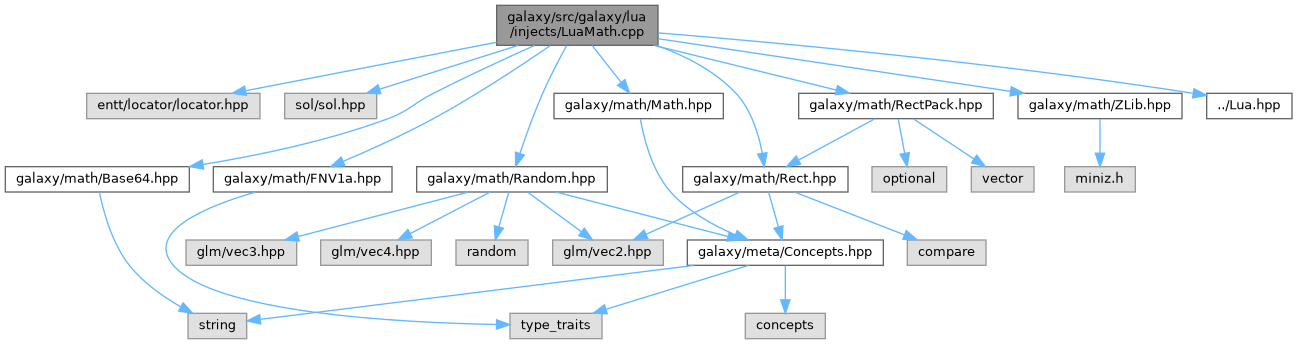 galaxy/src/galaxy/lua
/injects/LuaMath.cpp
entt/locator/locator.hpp
sol/sol.hpp
galaxy/math/Math.hpp
galaxy/math/RectPack.hpp
galaxy/math/ZLib.hpp
../Lua.hpp
galaxy/math/Base64.hpp
galaxy/math/FNV1a.hpp
galaxy/math/Random.hpp
galaxy/math/Rect.hpp
optional
vector
miniz.h
glm/vec3.hpp
glm/vec4.hpp
random
glm/vec2.hpp
galaxy/meta/Concepts.hpp
compare
string
type_traits
concepts